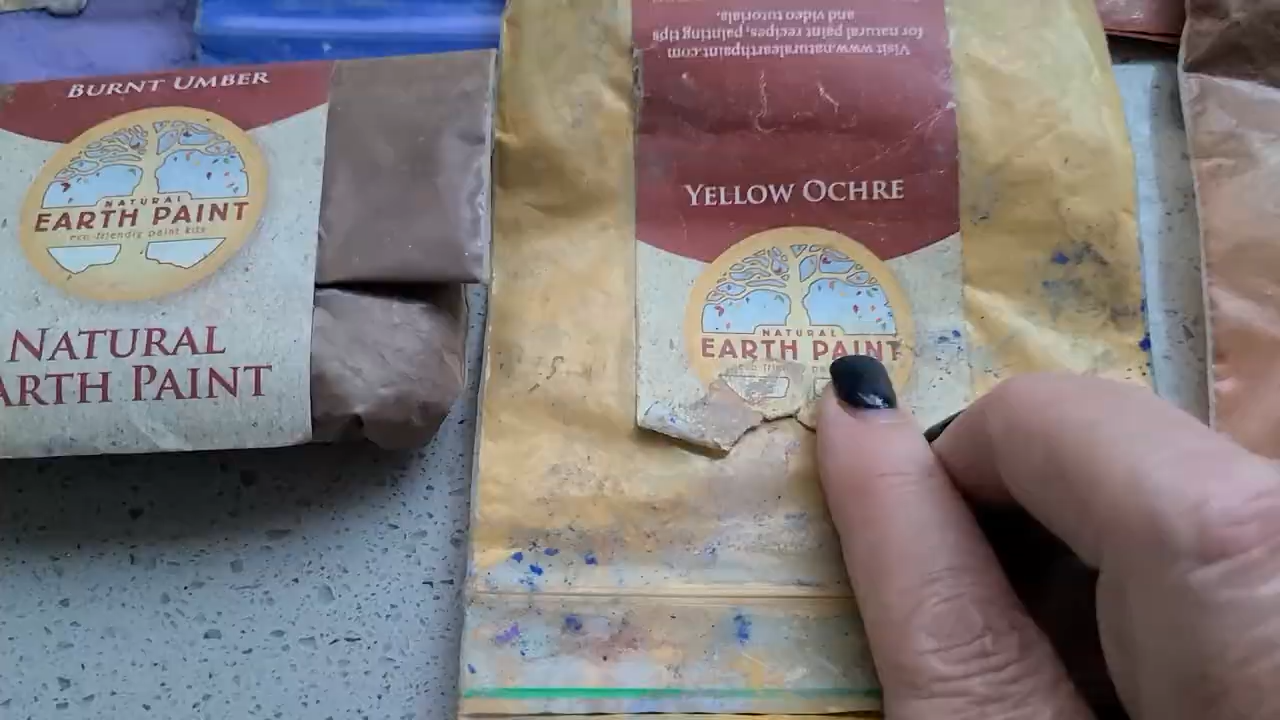 BURNT UMBER
NATURAL
EARTH PAINT
eco-friendly paint kits
NATURAL
EARTH PAINT
Visit www.naturalearthpaint.com
for natural paint recipes, painting tips
and video tutorials.
YELLOW OCHRE
NATURAL
EARTH PAINT